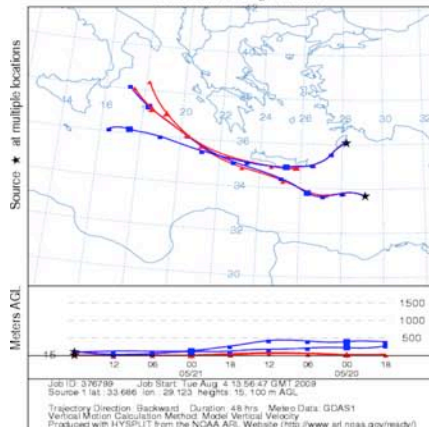 Source ★ at multiple locations
14 16 18 20 22 24 26 28 30
36
34
32
30
Meters AGL
1500
1000
500
15
12 06 00 18 12 06 00 18
05/21 05/20
Job ID: 376799 Job Start: Tue Aug 4 13:56:47 GMT 2009
Source 1 lat.: 33.686 lon.: 29.123 heights: 15, 100 m AGL
Trajectory Direction: Backward Duration: 48 hrs Meteo Data: GDAS1
Vertical Motion Calculation Method: Model Vertical Velocity
Produced with HYSPLIT from the NOAA ARL Website (http://www.arl.noaa.gov/ready/)